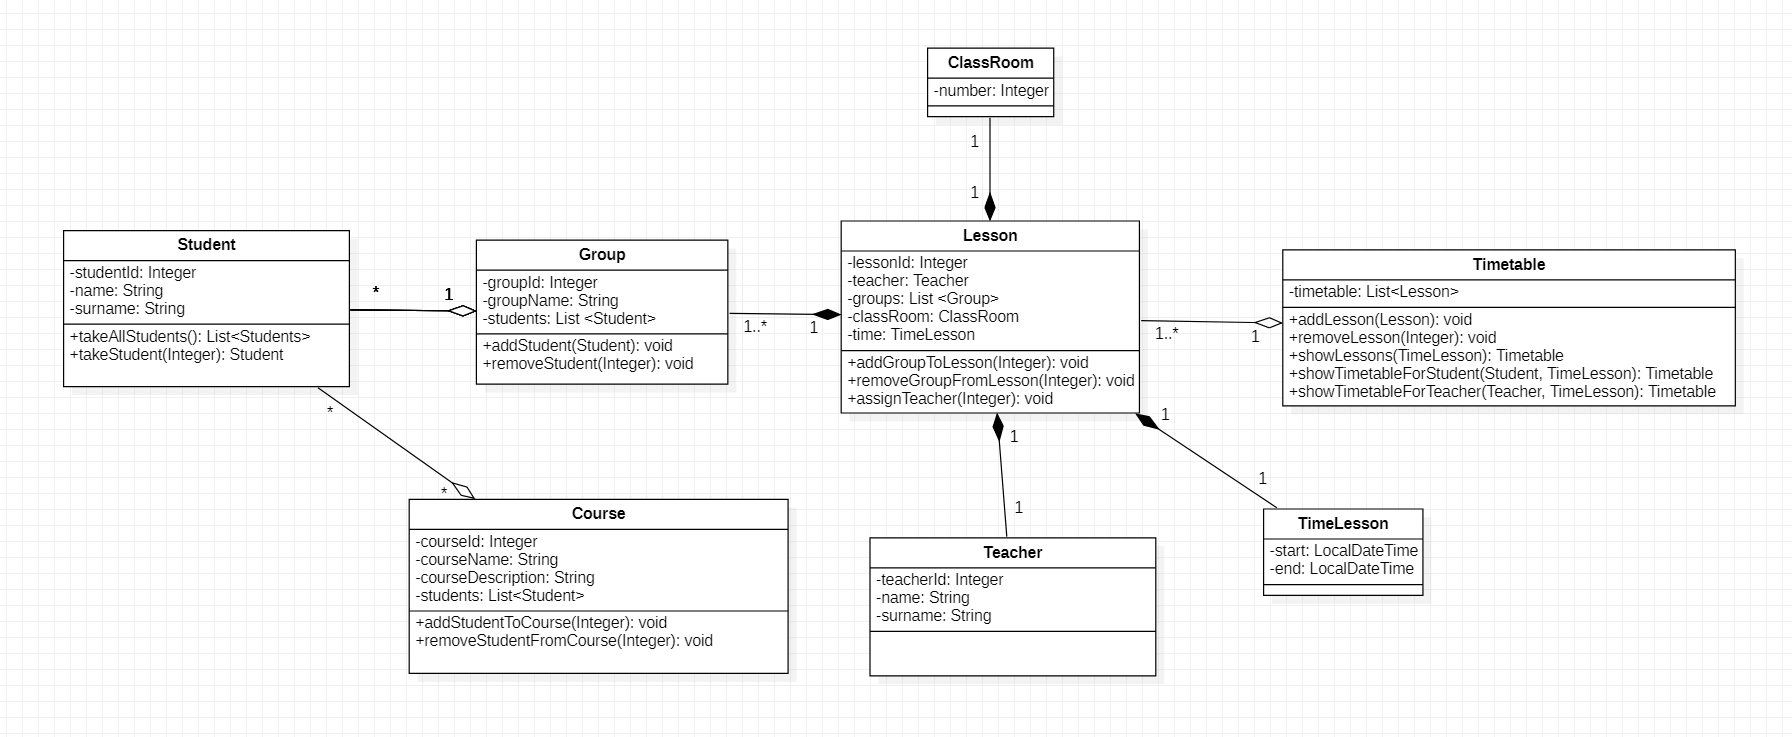 ClassRoom
-number: Integer
1
1
Student
-studentId: Integer
-name: String
-surname: String
+takeAllStudents(): List<Students>
+takeStudent(Integer): Student
*
1
Group
-groupId: Integer
-groupName: String
-students: List <Student>
+addStudent(Student): void
+removeStudent(Integer): void
1..*
1
Lesson
-lessonId: Integer
-teacher: Teacher
-groups: List <Group>
-classRoom: ClassRoom
-time: TimeLesson
+addGroupToLesson(Integer): void
+removeGroupFromLesson(Integer): void
+assignTeacher(Integer): void
1..*
1
Timetable
-timetable: List<Lesson>
+addLesson(Lesson): void
+removeLesson(Integer): void
+showLessons(TimeLesson): Timetable
+showTimetableForStudent(Student, TimeLesson): Timetable
+showTimetableForTeacher(Teacher, TimeLesson): Timetable
*
*
Course
-courseId: Integer
-courseName: String
-courseDescription: String
-students: List<Student>
+addStudentToCourse(Integer): void
+removeStudentFromCourse(Integer): void
1
1
Teacher
-teacherId: Integer
-name: String
-surname: String
1
1
TimeLesson
-start: LocalDateTime
-end: LocalDateTime